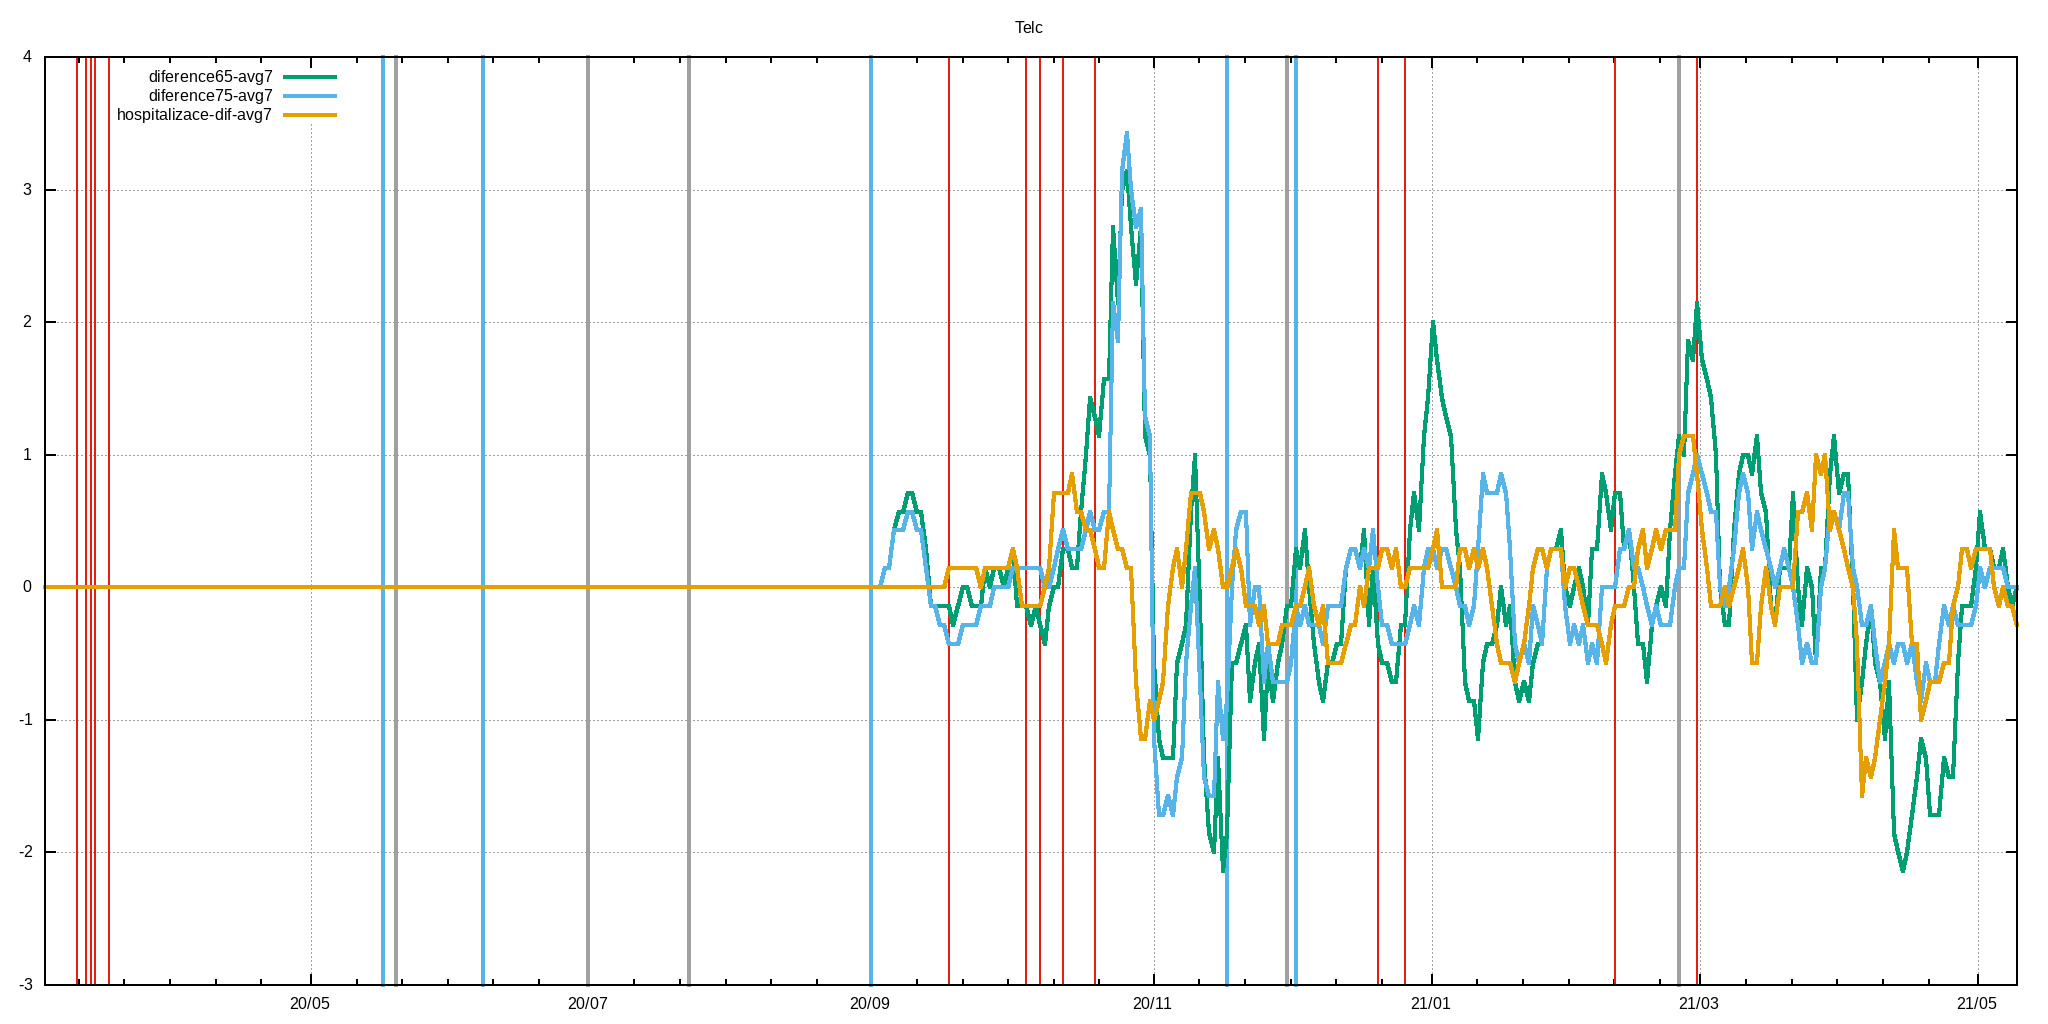 Telc
diference65-avg7
diference75-avg7
hospitalizace-dif-avg7
4
3
2
1
0
-1
-2
-3
20/05 20/07 20/09 20/11 21/01 21/03 21/05